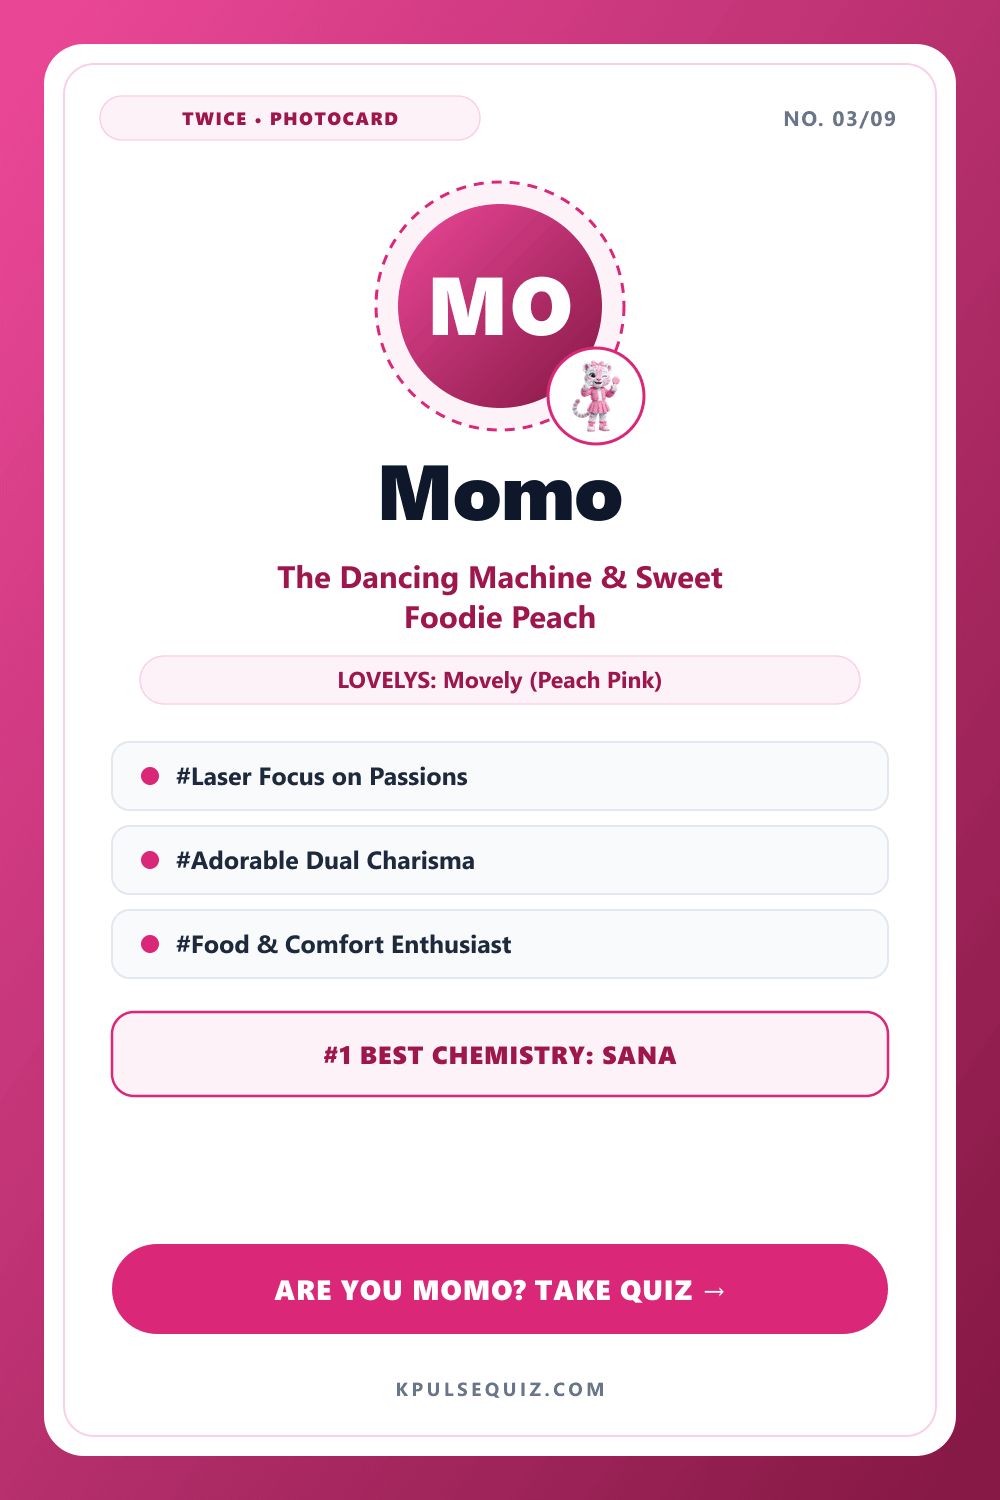 TWICE • PHOTOCARD
NO. 03/09
MO
Momo
The Dancing Machine & Sweet
Foodie Peach
LOVELYS: Movely (Peach Pink)
#Laser Focus on Passions
#Adorable Dual Charisma
#Food & Comfort Enthusiast
#1 BEST CHEMISTRY: SANA
ARE YOU MOMO? TAKE QUIZ →
KPULSEQUIZ.COM